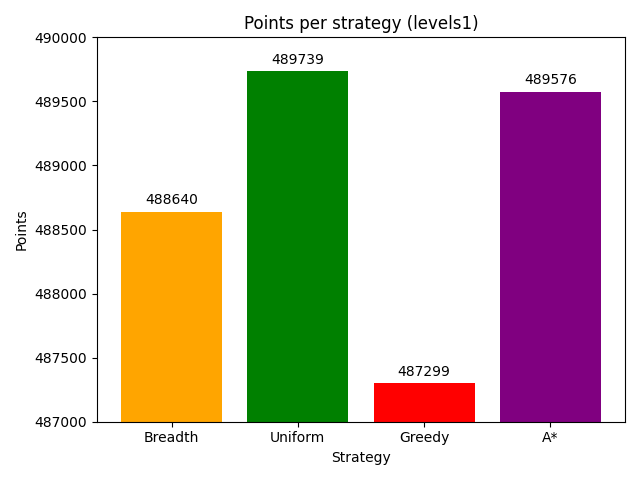 Points per strategy (levels1)
490000
489500
489000
488500
488000
487500
487000
Points
488640
489739
487299
489576
Breadth
Uniform
Greedy
A*
Strategy